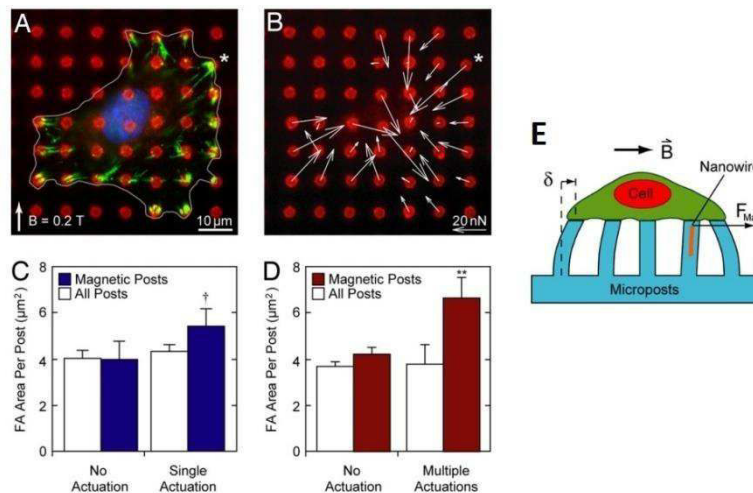 A
*
B = 0.2 T
10 µm
B
*
20 nN
C
8
6
4
2
0
FA Area Per Post (µm²)
Magnetic Posts
All Posts
†
No Actuation
Single Actuation
D
8
6
4
2
0
FA Area Per Post (µm²)
Magnetic Posts
All Posts
**
No Actuation
Multiple Actuations
E
B
Nanowire
δ
Cell
F
Ma
Microposts